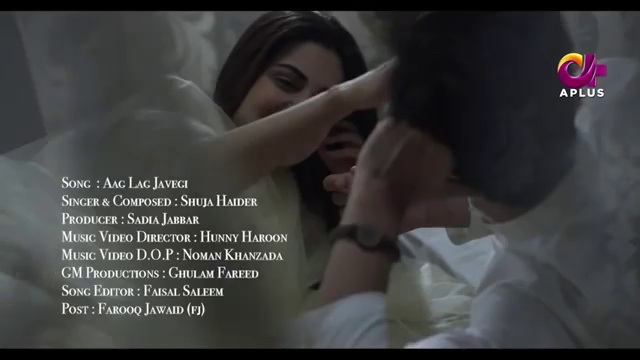 APLUS
Song : Aag Lag Javegi
Singer & Composed : Shuja Haider
Producer : Sadia Jabbar
Music Video Director : Hunny Haroon
Music Video D.O.P : Noman Khanzada
GM Productions : Ghulam Fareed
Song Editor : Faisal Saleem
Post : Farooq Jawaid (fj)